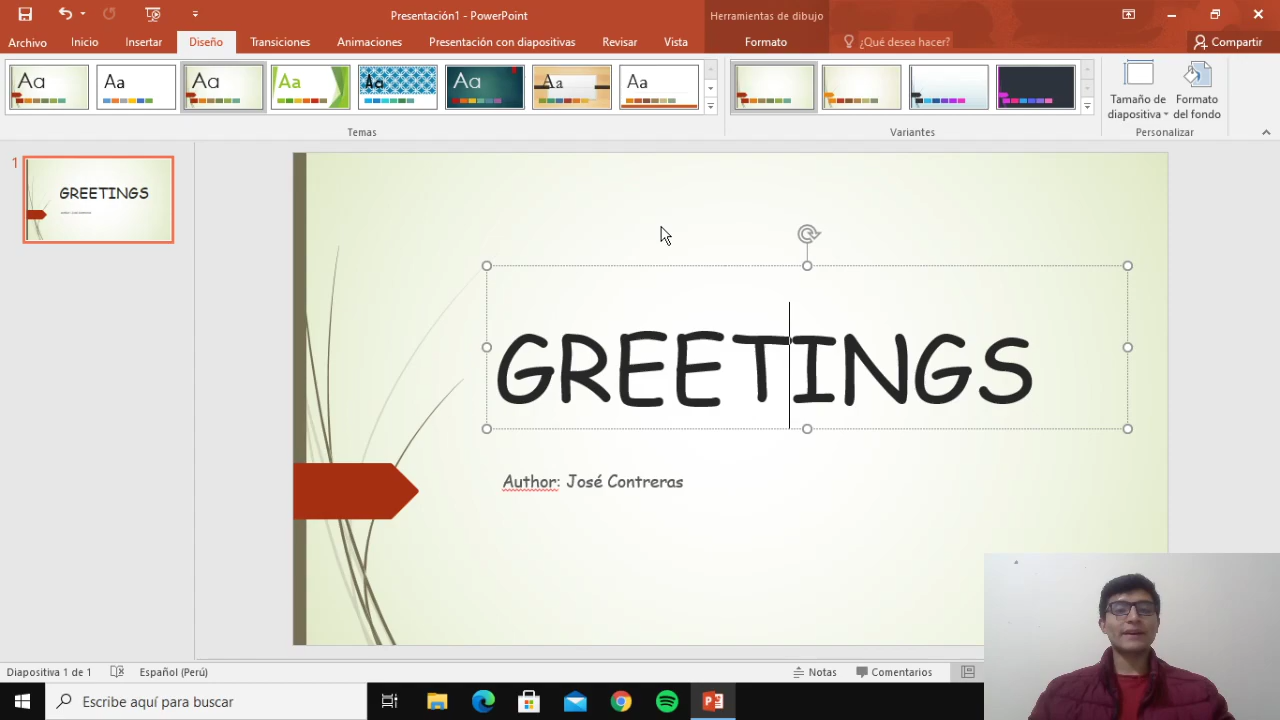 Presentación1 - PowerPoint
Herramientas de dibujo
Archivo
Inicio
Insertar
Diseño
Transiciones
Animaciones
Presentación con diapositivas
Revisar
Vista
Formato
¿Qué desea hacer?
Compartir
Aa
Aa
Aa
Aa
Aa
Aa
Aa
Aa
Tamaño de diapositiva
Formato del fondo
Temas
Variantes
Personalizar
1
GREETINGS
GREETINGS
Author: José Contreras
Diapositiva 1 de 1
Español (Perú)
Notas
Comentarios
Escribe aquí para buscar